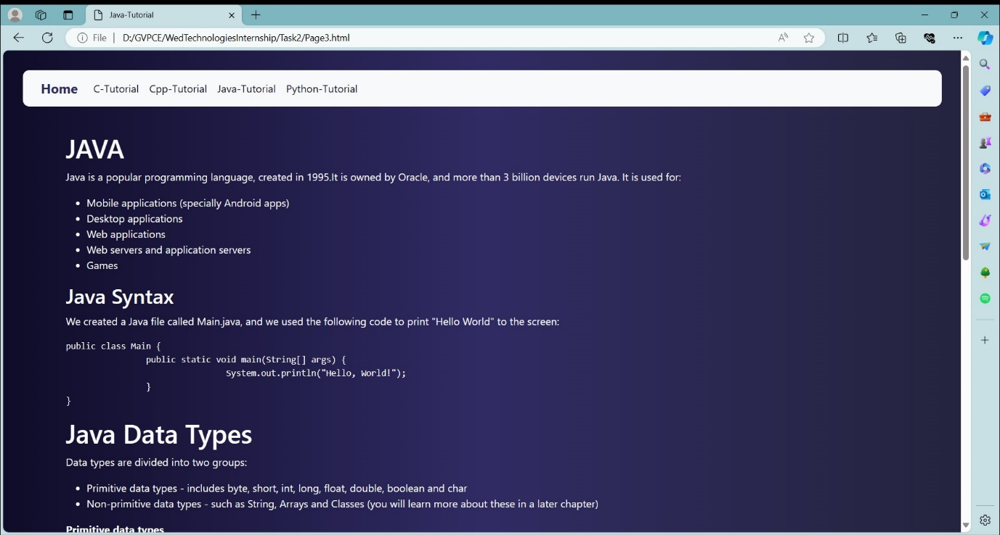 Java-Tutorial
File | D:/GVPCE/WedTechnologiesInternship/Task2/Page3.html
Home C-Tutorial Cpp-Tutorial Java-Tutorial Python-Tutorial
JAVA
Java is a popular programming language, created in 1995.It is owned by Oracle, and more than 3 billion devices run Java. It is used for:
• Mobile applications (specially Android apps)
• Desktop applications
• Web applications
• Web servers and application servers
• Games
Java Syntax
We created a Java file called Main.java, and we used the following code to print "Hello World" to the screen:
public class Main {
public static void main(String[] args) {
System.out.println("Hello, World!");
}
}
Java Data Types
Data types are divided into two groups:
• Primitive data types - includes byte, short, int, long, float, double, boolean and char
• Non-primitive data types - such as String, Arrays and Classes (you will learn more about these in a later chapter)
Primitive data types